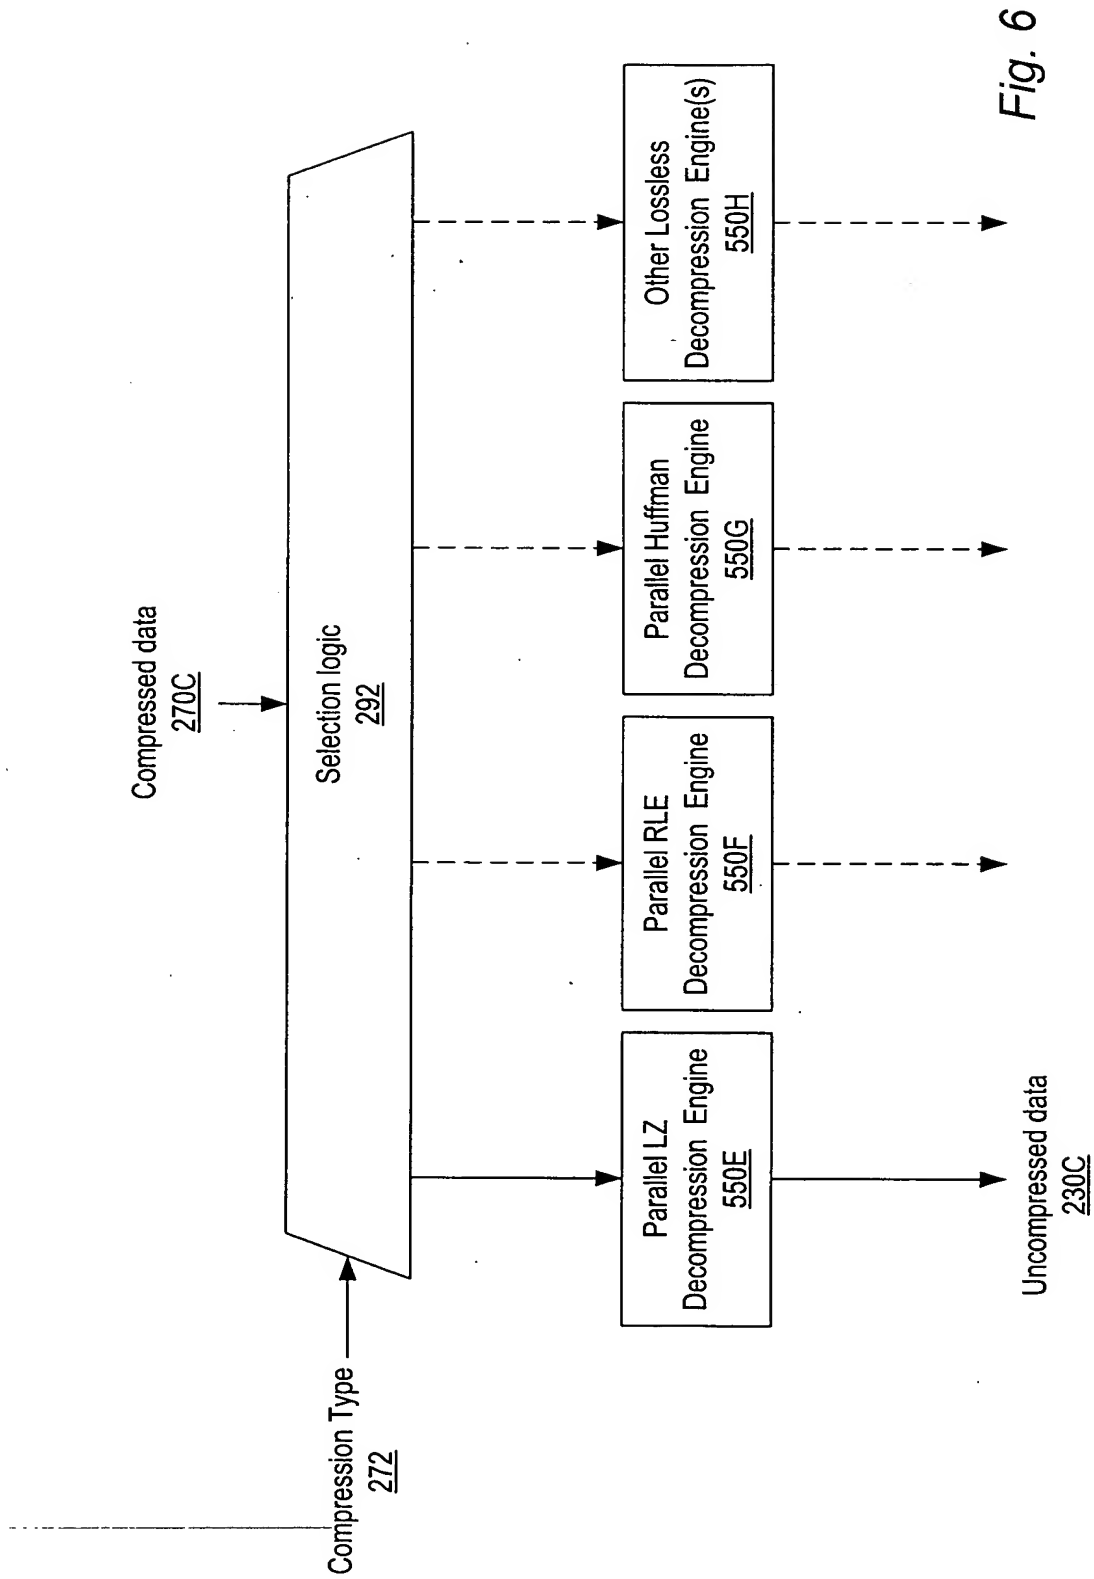 Compressed data
270C
Compression Type
272
Selection logic
292
Parallel LZ
Decompression Engine
550E
Parallel RLE
Decompression Engine
550F
Parallel Huffman
Decompression Engine
550G
Other Lossless
Decompression Engine(s)
550H
Uncompressed data
230C
Fig. 6